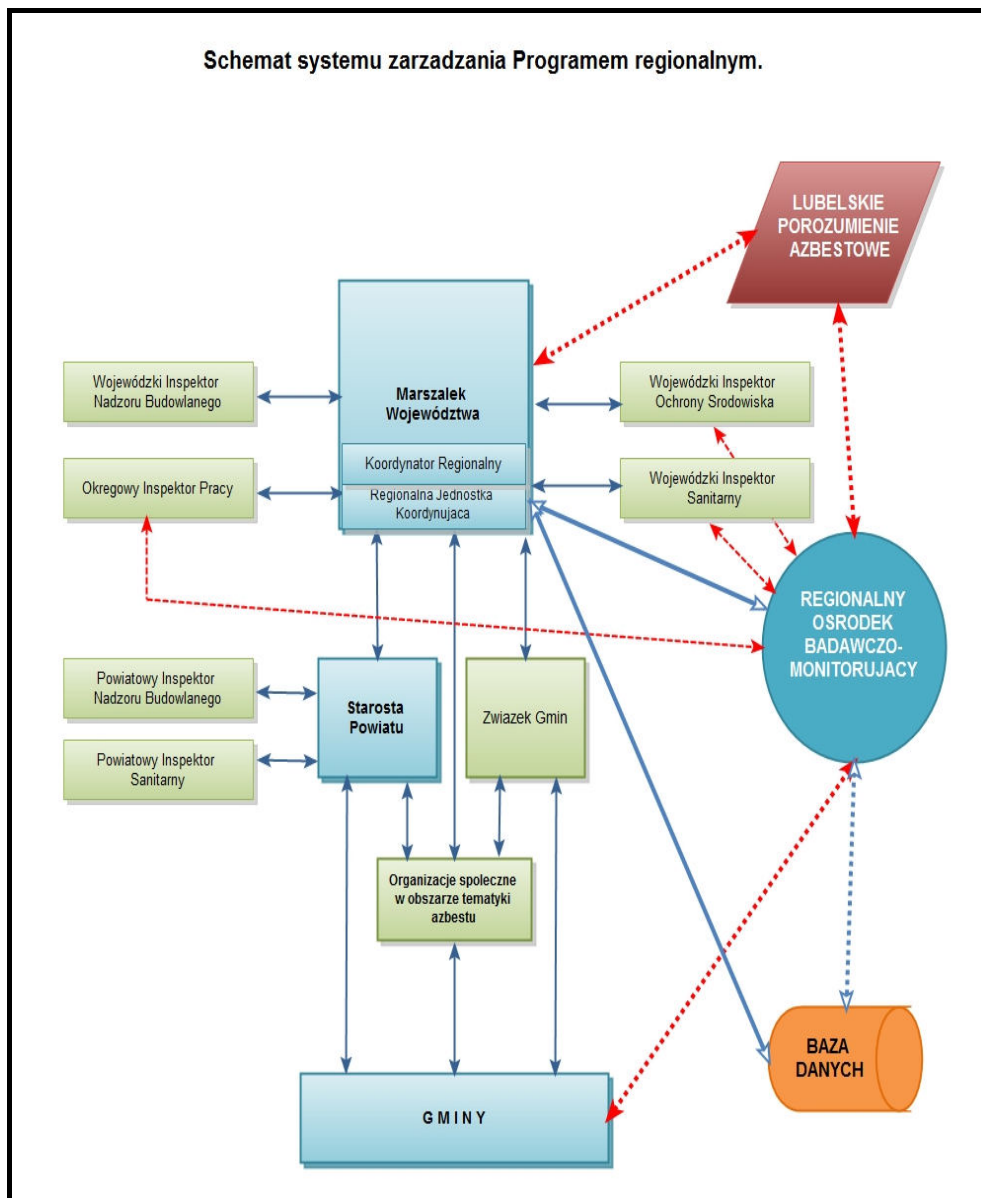 Schemat systemu zarzadzania Programem regionalnym.
LUBELSKIE
POROZUMIENIE
AZBESTOWE
Marszalek
Województwa
Koordynator Regionalny
Regionalna Jednostka
Koordynujaca
Wojewódzki Inspektor
Nadzoru Budowlanego
Okregowy Inspektor Pracy
Wojewódzki Inspektor
Ochrony Srodowiska
Wojewódzki Inspektor
Sanitarny
REGIONALNY
OSRODEK
BADAWCZO-
MONITORUJACY
Powiatowy Inspektor
Nadzoru Budowlanego
Powiatowy Inspektor
Sanitarny
Starosta
Powiatu
Zwiazek Gmin
Organizacje spoleczne
w obszarze tematyki
azbestu
BAZA
DANYCH
G M I N Y